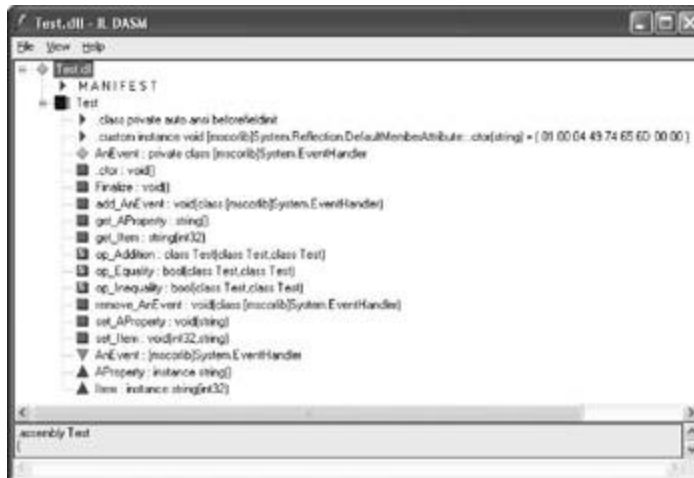 Test.dll - IL DASM
File View Help
Test.dll
MANIFEST
Test
.class private auto ansi beforefieldinit
.custom instance void [mscorlib]System.Reflection.DefaultMemberAttribute::.ctor(string) = ( 01 00 04 49 74 65 6D 00 00 )
AnEvent : private class [mscorlib]System.EventHandler
.ctor : void()
Finalize : void()
add_AnEvent : void(class [mscorlib]System.EventHandler)
get_AProperty : string()
get_Item : string(int32)
op_Addition : class Test(class Test,class Test)
op_Equality : bool(class Test,class Test)
op_Inequality : bool(class Test,class Test)
remove_AnEvent : void(class [mscorlib]System.EventHandler)
set_AProperty : void(string)
set_Item : void(int32,string)
AnEvent : [mscorlib]System.EventHandler
AProperty : instance string()
Item : instance string(int32)
.assembly Test
{